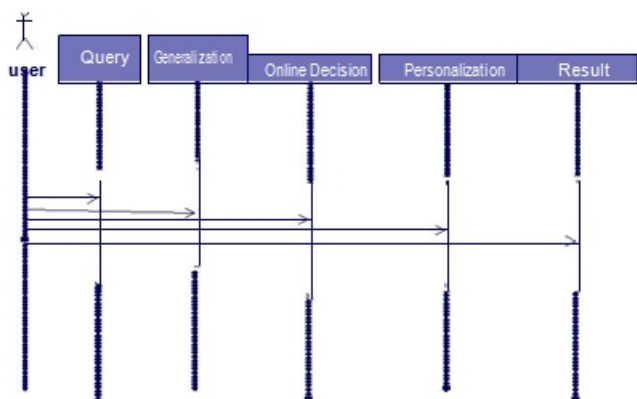 user
Query
Generalization
Online Decision
Personalization
Result